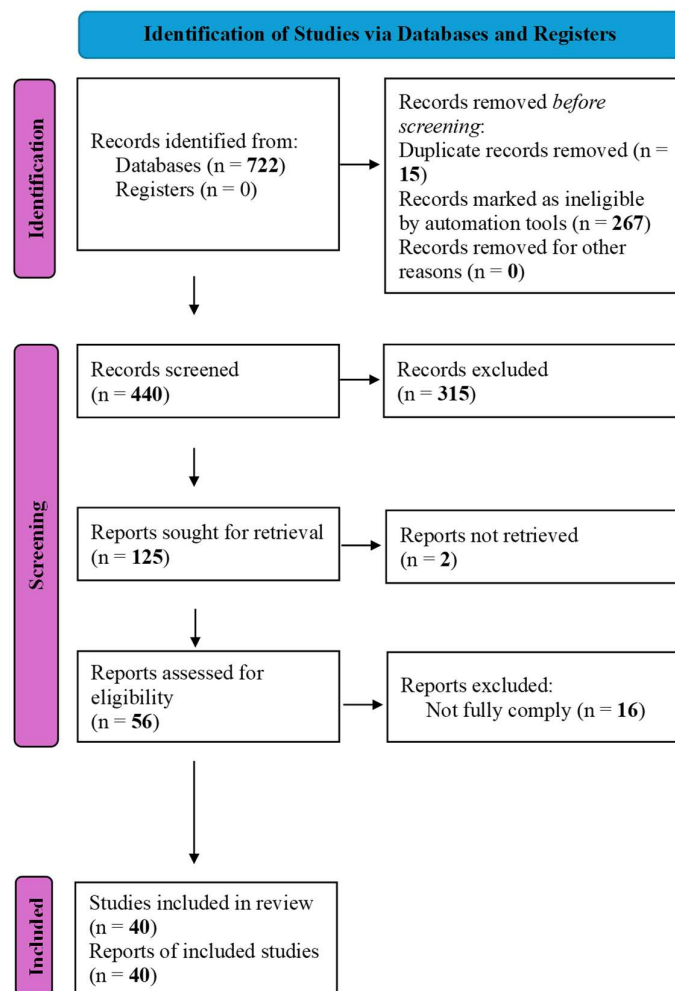 Identification of Studies via Databases and Registers
Identification
Records identified from:
Databases (n = 722)
Registers (n = 0)
Records removed before
screening:
Duplicate records removed (n =
15)
Records marked as ineligible
by automation tools (n = 267)
Records removed for other
reasons (n = 0)
Screening
Records screened
(n = 440)
Records excluded
(n = 315)
Reports sought for retrieval
(n = 125)
Reports not retrieved
(n = 2)
Reports assessed for
eligibility
(n = 56)
Reports excluded:
Not fully comply (n = 16)
Included
Studies included in review
(n = 40)
Reports of included studies
(n = 40)